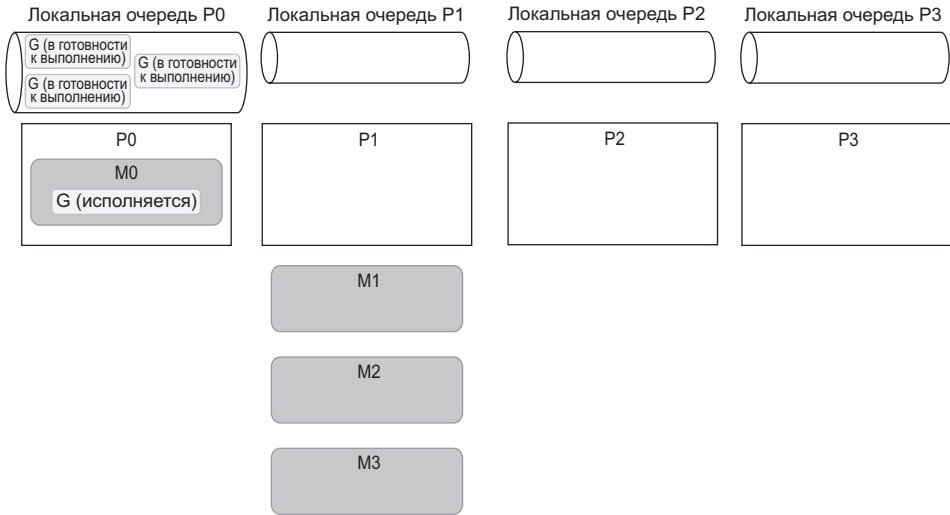 Локальная очередь P0
Локальная очередь P1
Локальная очередь P2
Локальная очередь P3
G (в готовности
к выполнению)
G (в готовности
к выполнению)
G (в готовности
к выполнению)
P0
P1
P2
P3
M0
G (исполняется)
M1
M2
M3